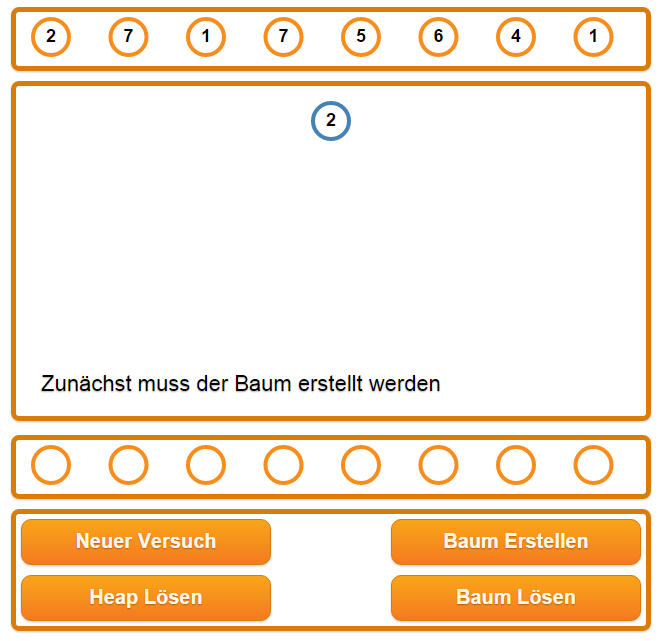 2 7 1 7 5 6 4 1
2
Zunächst muss der Baum erstellt werden
Neuer Versuch Baum Erstellen
Heap Lösen Baum Lösen